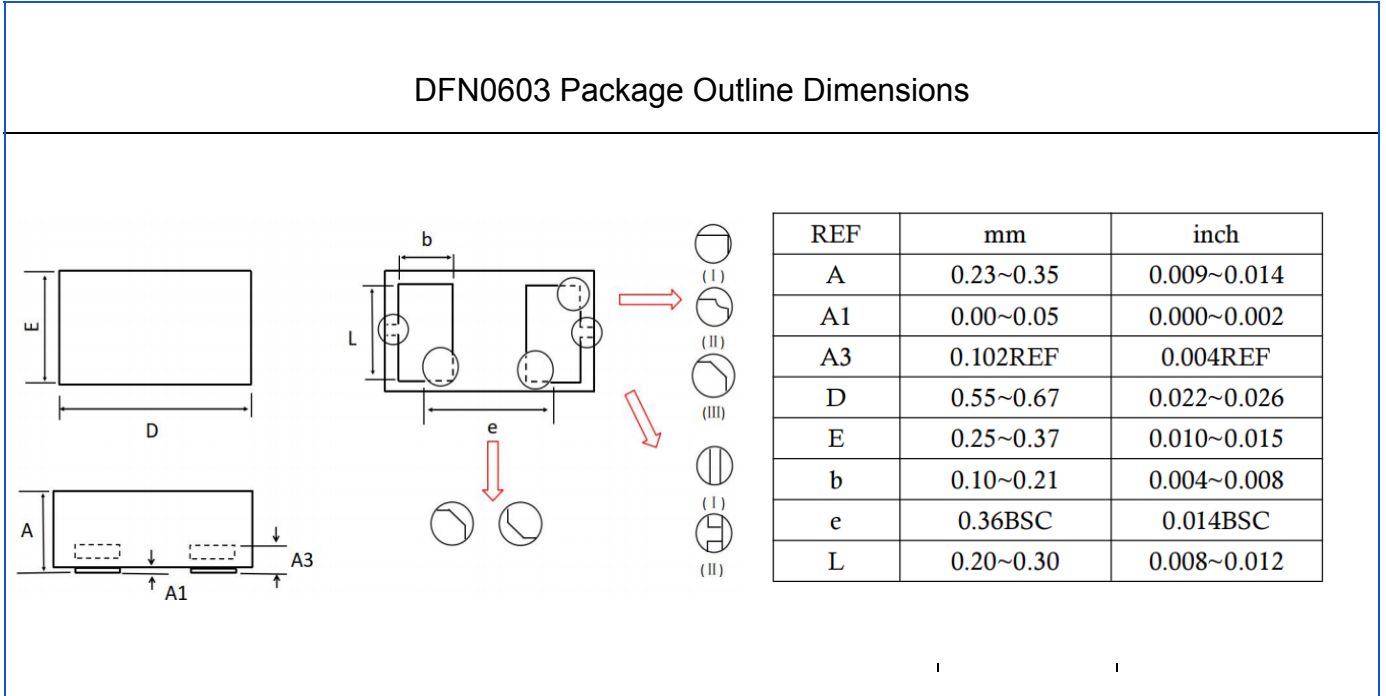 DFN0603 Package Outline Dimensions
E
D
A
A1
A3
b
L
e
(Ⅰ)
(Ⅱ)
(Ⅲ)
(Ⅰ)
(Ⅱ)
REF mm inch
A 0.23~0.35 0.009~0.014
A1 0.00~0.05 0.000~0.002
A3 0.102REF 0.004REF
D 0.55~0.67 0.022~0.026
E 0.25~0.37 0.010~0.015
b 0.10~0.21 0.004~0.008
e 0.36BSC 0.014BSC
L 0.20~0.30 0.008~0.012